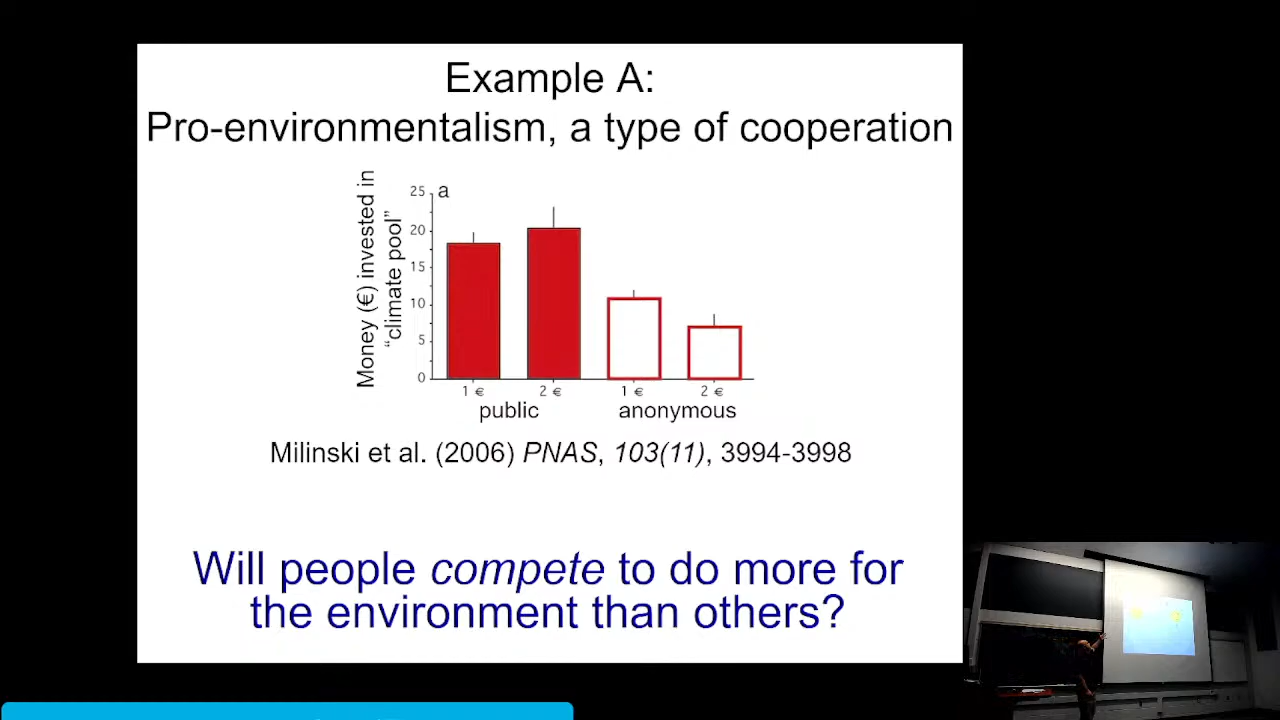 Example A:
Pro-environmentalism, a type of cooperation
Money (€) invested in
“climate pool”
25
20
15
10
5
0
a
1 € 2 € 1 € 2 €
public anonymous
Milinski et al. (2006) PNAS, 103(11), 3994-3998
Will people compete to do more for
the environment than others?